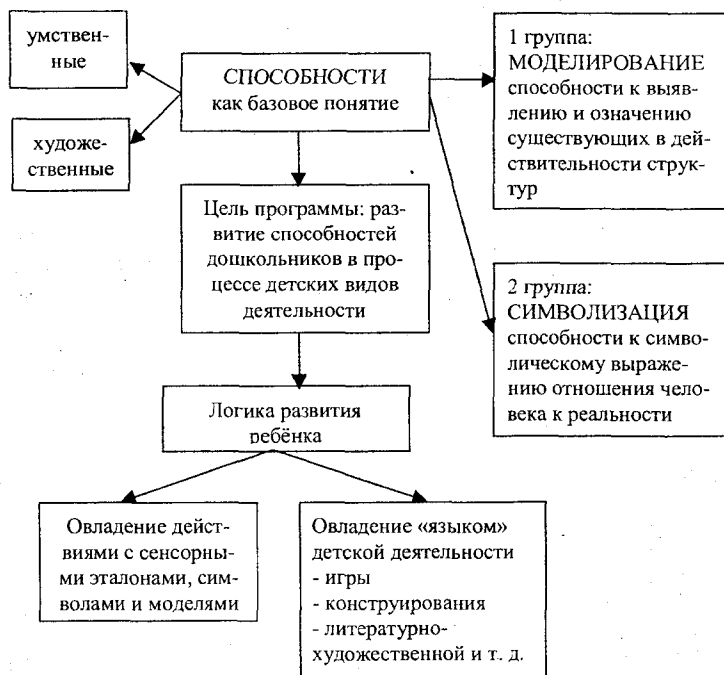 умствен-
ные
СПОСОБНОСТИ
как базовое понятие
1 группа:
МОДЕЛИРОВАНИЕ
способности к выяв-
лению и означению
существующих в дей-
ствительности струк-
тур
художе-
ственные
Цель программы: раз-
витие способностей
дошкольников в про-
цессе детских видов
деятельности
2 группа:
СИМВОЛИЗАЦИЯ
способности к симво-
лическому выраже-
нию отношения чело-
века к реальности
Логика развития
ребёнка
Овладение дейст-
виями с сенсорны-
ми эталонами, сим-
волами и моделями
Овладение «языком»
детской деятельности
- игры
- конструирования
- литературно-
художественной и т. д.